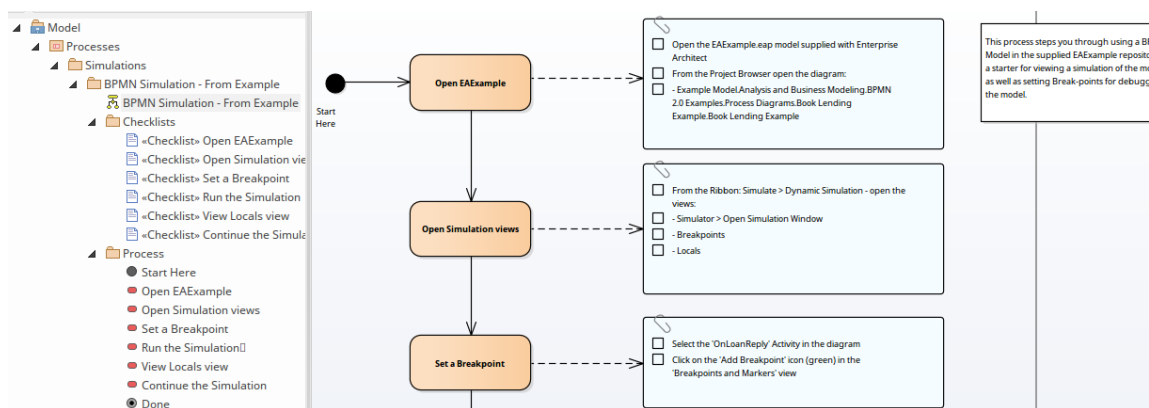 Model
Processes
Simulations
BPMN Simulation - From Example
BPMN Simulation - From Example
Checklists
«Checklist» Open EAExample
«Checklist» Open Simulation vie
«Checklist» Set a Breakpoint
«Checklist» Run the Simulation
«Checklist» View Locals view
«Checklist» Continue the Simula
Process
Start Here
Open EAExample
Open Simulation views
Set a Breakpoint
Run the Simulation
View Locals view
Continue the Simulation
Done
Start
Here
Open EAExample
Open the EAExample.eap model supplied with Enterprise
Architect
From the Project Browser open the diagram:
- Example Model.Analysis and Business Modeling.BPMN
2.0 Examples.Process Diagrams.Book Lending
Example.Book Lending Example
This process steps you through using a
Model in the supplied EAExample reposito
a starter for viewing a simulation of the mo
as well as setting Break-points for debugg
the model.
Open Simulation views
From the Ribbon: Simulate > Dynamic Simulation - open the
views:
- Simulator > Open Simulation Window
- Breakpoints
- Locals
Set a Breakpoint
Select the 'OnLoanReply' Activity in the diagram
Click on the 'Add Breakpoint' icon (green) in the
'Breakpoints and Markers' view